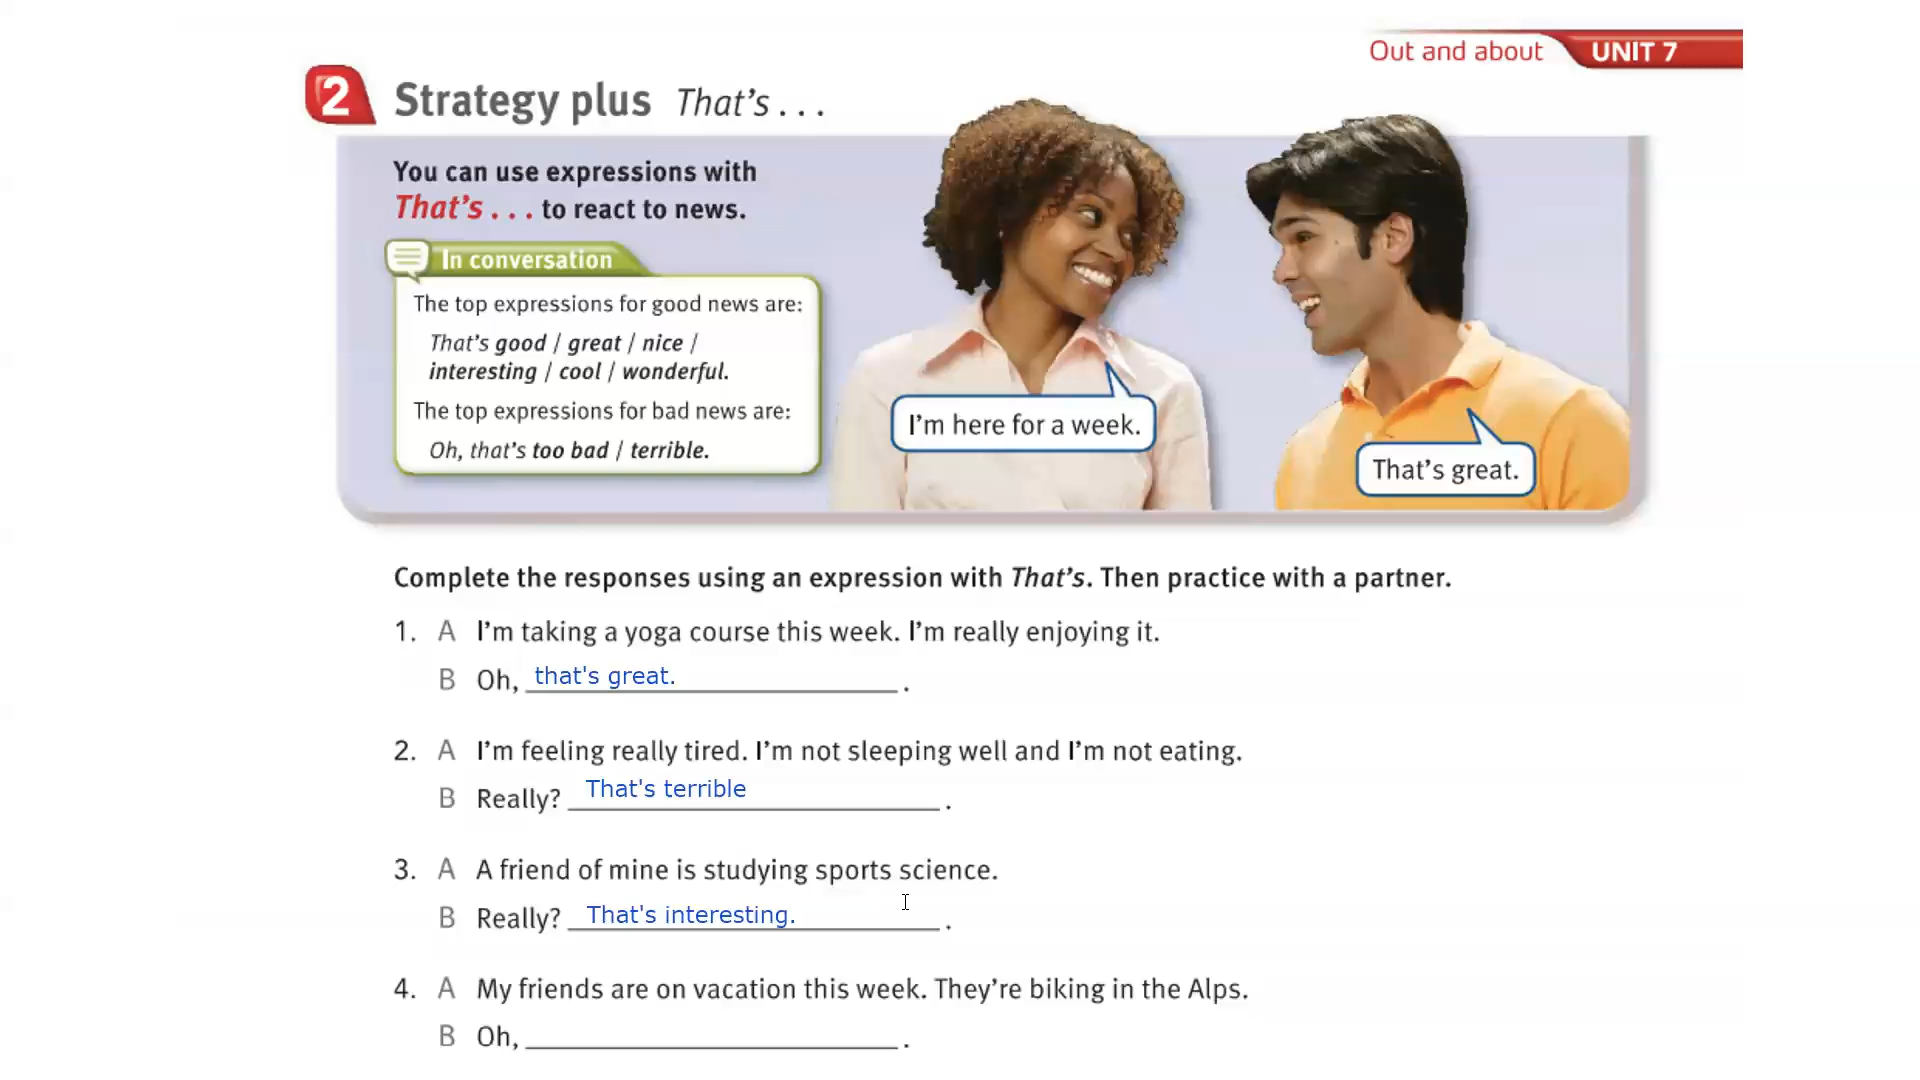 Out and about UNIT 7
2 Strategy plus That's . . .
You can use expressions with
That's . . . to react to news.
In conversation
The top expressions for good news are:
That's good / great / nice /
interesting / cool / wonderful.
The top expressions for bad news are:
Oh, that's too bad / terrible.
I'm here for a week.
That's great.
Complete the responses using an expression with That's. Then practice with a partner.
1. A I'm taking a yoga course this week. I'm really enjoying it.
B Oh, that's great. .
2. A I'm feeling really tired. I'm not sleeping well and I'm not eating.
B Really? That's terrible .
3. A A friend of mine is studying sports science.
B Really? That's interesting. .
4. A My friends are on vacation this week. They're biking in the Alps.
B Oh, .